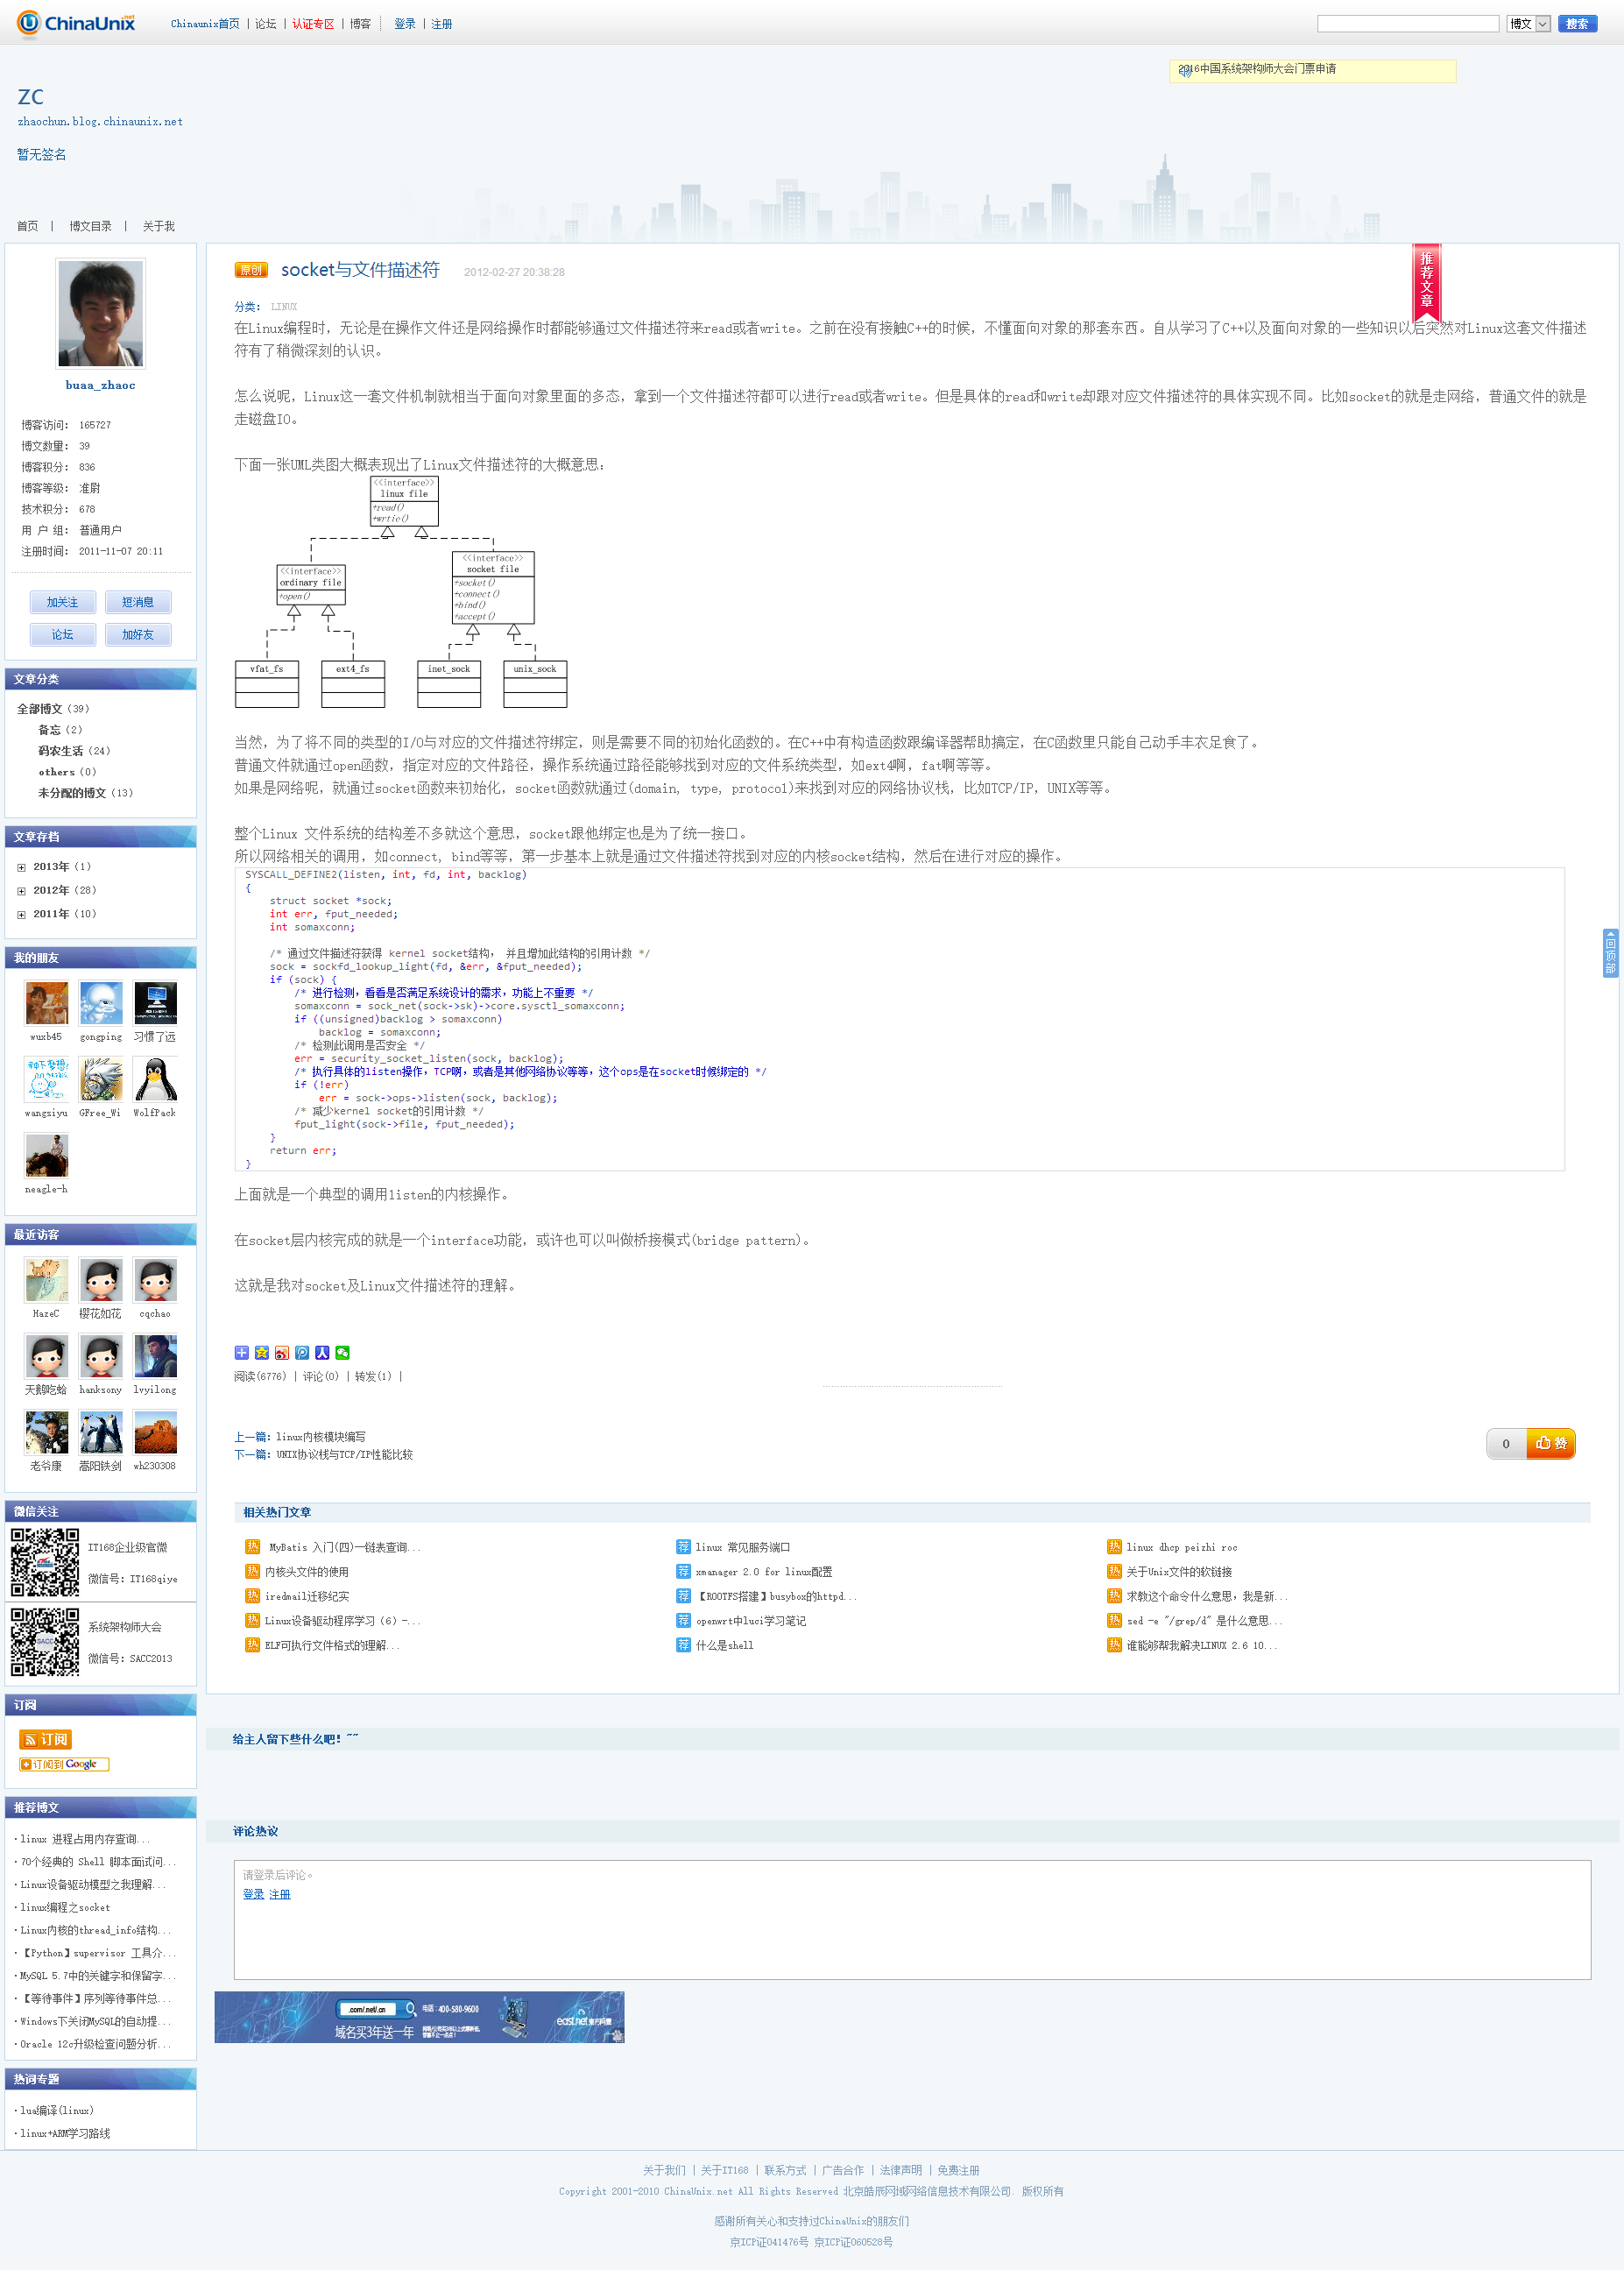 ChinaUnix.net
Chinaunix首页 | 论坛 | 认证专区 | 博客 登录 | 注册
博文 搜索
2016中国系统架构师大会门票申请
ZC
zhaochun.blog.chinaunix.net
暂无签名
首页 | 博文目录 | 关于我
buaa_zhaoc
博客访问: 165727
博文数量: 39
博客积分: 836
博客等级: 准尉
技术积分: 678
用 户 组: 普通用户
注册时间: 2011-11-07 20:11
加关注 短消息
论坛 加好友
文章分类
全部博文（39）
备忘（2）
码农生活（24）
others（0）
未分配的博文（13）
文章存档
2013年（1）
2012年（28）
2011年（10）
我的朋友
wuxb45 gongping 习惯了远
wangsiyu GFree_Wi WolfPack
neagle-h
最近访客
HazeC 樱花如花 cqchao
天鹅吃蛤 hanksony lvyilong
老爷康 嵩阳铁剑 wh230308
微信关注
IT168企业级官微
微信号：IT168qiye
系统架构师大会
微信号：SACC2013
订阅
订阅
订阅到 Google
推荐博文
·linux 进程占用内存查询...
·70个经典的 Shell 脚本面试问...
·Linux设备驱动模型之我理解...
·linux编程之socket
·Linux内核的thread_info结构...
·【Python】supervisor 工具介...
·MySQL 5.7中的关键字和保留字...
·【等待事件】序列等待事件总...
·Windows下关闭MySQL的自动提...
·Oracle 12c升级检查问题分析...
热词专题
·lua编译(linux)
·linux+ARM学习路线
原创 socket与文件描述符 2012-02-27 20:38:28
推荐文章
分类： LINUX
在Linux编程时，无论是在操作文件还是网络操作时都能够通过文件描述符来read或者write。之前在没有接触C++的时候，不懂面向对象的那套东西。自从学习了C++以及面向对象的一些知识以后突然对Linux这套文件描述
符有了稍微深刻的认识。
怎么说呢，Linux这一套文件机制就相当于面向对象里面的多态，拿到一个文件描述符都可以进行read或者write。但是具体的read和write却跟对应文件描述符的具体实现不同。比如socket的就是走网络，普通文件的就是
走磁盘IO。
下面一张UML类图大概表现出了Linux文件描述符的大概意思：
<<interface>>
linux file
+read()
+wrtie()
<<interface>>
ordinary file
+open()
<<interface>>
socket file
+socket()
+connect()
+bind()
+accept()
vfat_fs ext4_fs inet_sock unix_sock
当然，为了将不同的类型的I/O与对应的文件描述符绑定，则是需要不同的初始化函数的。在C++中有构造函数跟编译器帮助搞定，在C函数里只能自己动手丰衣足食了。
普通文件就通过open函数，指定对应的文件路径，操作系统通过路径能够找到对应的文件系统类型，如ext4啊，fat啊等等。
如果是网络呢，就通过socket函数来初始化，socket函数就通过(domain, type, protocol)来找到对应的网络协议栈，比如TCP/IP，UNIX等等。
整个Linux 文件系统的结构差不多就这个意思，socket跟他绑定也是为了统一接口。
所以网络相关的调用，如connect, bind等等，第一步基本上就是通过文件描述符找到对应的内核socket结构，然后在进行对应的操作。
SYSCALL_DEFINE2(listen, int, fd, int, backlog)
{
struct socket *sock;
int err, fput_needed;
int somaxconn;
/* 通过文件描述符获得 kernel socket结构， 并且增加此结构的引用计数 */
sock = sockfd_lookup_light(fd, &err, &fput_needed);
if (sock) {
/* 进行检测，看看是否满足系统设计的需求，功能上不重要 */
somaxconn = sock_net(sock->sk)->core.sysctl_somaxconn;
if ((unsigned)backlog > somaxconn)
backlog = somaxconn;
/* 检测此调用是否安全 */
err = security_socket_listen(sock, backlog);
/* 执行具体的listen操作，TCP啊，或者是其他网络协议等等，这个ops是在socket时候绑定的 */
if (!err)
err = sock->ops->listen(sock, backlog);
/* 减少kernel socket的引用计数 */
fput_light(sock->file, fput_needed);
}
return err;
}
上面就是一个典型的调用listen的内核操作。
在socket层内核完成的就是一个interface功能，或许也可以叫做桥接模式(bridge pattern)。
这就是我对socket及Linux文件描述符的理解。
阅读(6776) | 评论(0) | 转发(1) |
上一篇：linux内核模块编写
下一篇：UNIX协议栈与TCP/IP性能比较
0 赞
相关热门文章
热 MyBatis 入门(四)一链表查询...
热 内核头文件的使用
热 iredmail迁移纪实
热 Linux设备驱动程序学习（6）-...
热 ELF可执行文件格式的理解...
荐 linux 常见服务端口
荐 xmanager 2.0 for linux配置
荐 【ROOTFS搭建】busybox的httpd...
荐 openwrt中luci学习笔记
荐 什么是shell
热 linux dhcp peizhi roc
热 关于Unix文件的软链接
热 求教这个命令什么意思，我是新...
热 sed -e "/grep/d" 是什么意思...
热 谁能够帮我解决LINUX 2.6 10...
回顶部
给主人留下些什么吧！~~
评论热议
请登录后评论。
登录 注册
.com/.net/.cn
电话：400-580-9600
域名买3年送一年
east.net 东方网景
关于我们 | 关于IT168 | 联系方式 | 广告合作 | 法律声明 | 免费注册
Copyright 2001-2010 ChinaUnix.net All Rights Reserved 北京皓辰网域网络信息技术有限公司. 版权所有
感谢所有关心和支持过ChinaUnix的朋友们
京ICP证041476号 京ICP证060528号